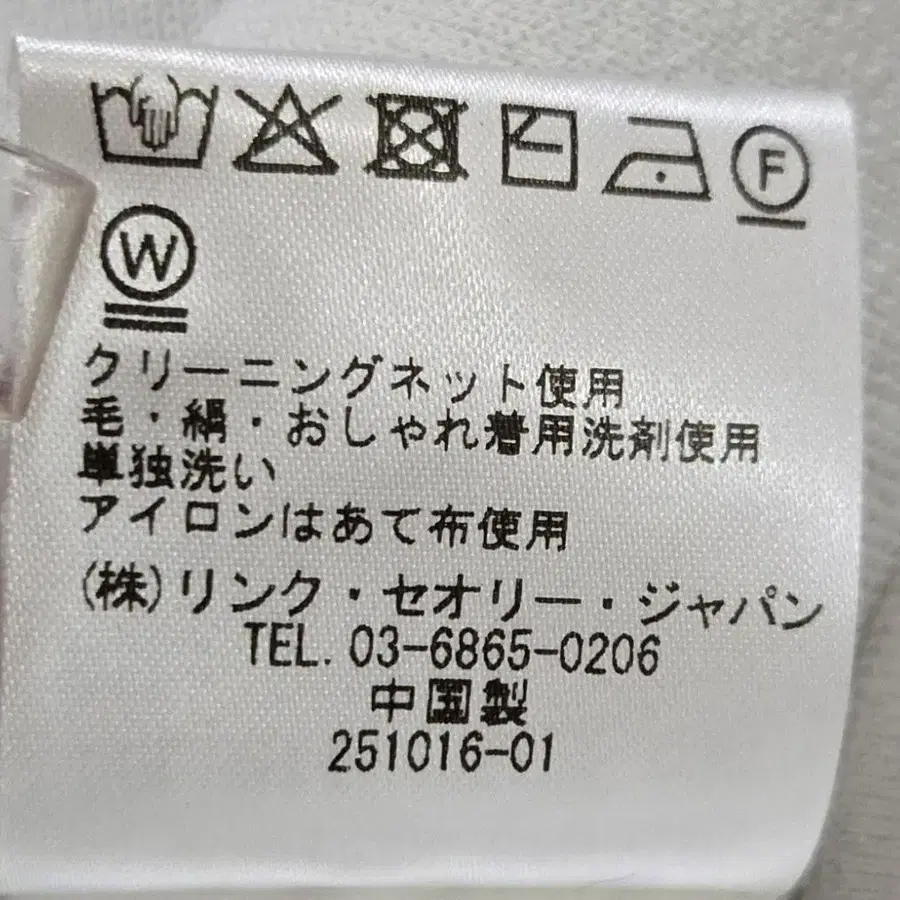 F
W
クリーニングネット使用
毛・絹・おしゃれ着用洗剤使用
単独洗い
アイロンはあて布使用
(株)リンク・セオリー・ジャパン
TEL. 03-6865-0206
中国製
251016-01